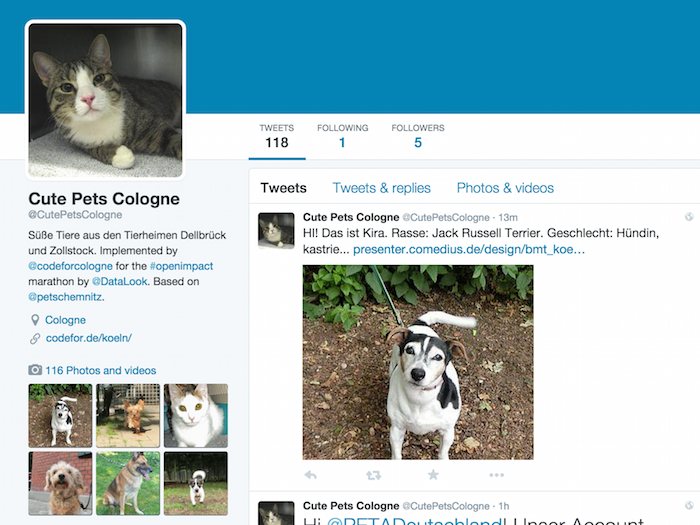 TWEETS
118
FOLLOWING
1
FOLLOWERS
5
Cute Pets Cologne
@CutePetsCologne
Süße Tiere aus den Tierheimen Dellbrück
und Zollstock. Implemented by
@codeforcologne for the #openimpact
marathon by @DataLook. Based on
@petschemnitz.
Cologne
codefor.de/koeln/
116 Photos and videos
Tweets
Tweets & replies
Photos & videos
Cute Pets Cologne @CutePetsCologne · 13m
HI! Das ist Kira. Rasse: Jack Russell Terrier. Geschlecht: Hündin,
kastrie... presenter.comedius.de/design/bmt_koe…
Cute Pets Cologne @CutePetsCologne · 1h
Hi @PETADeutschland! Unser Account